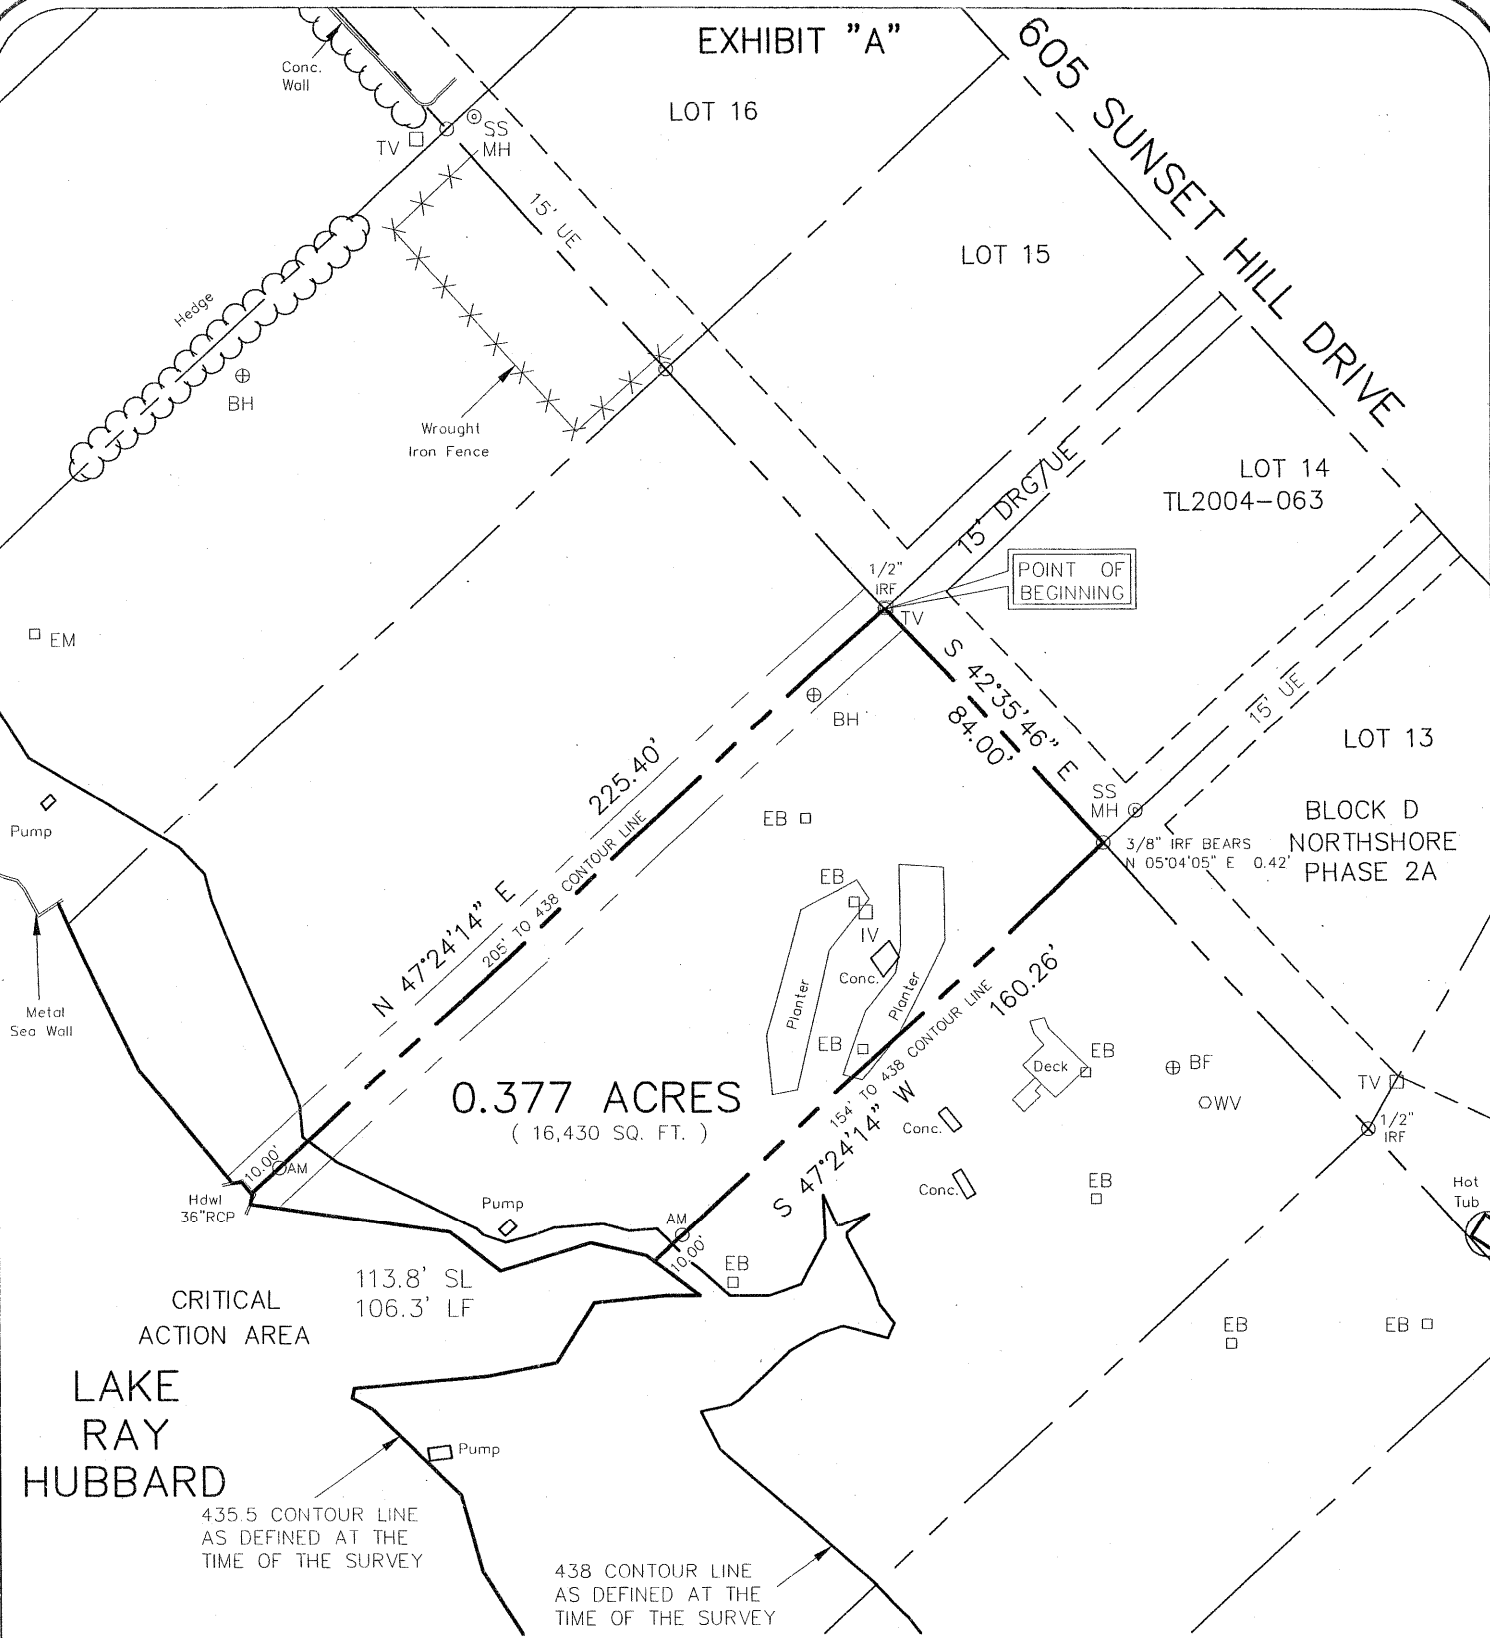 EXHIBIT "A"
605 SUNSET HILL DRIVE
Conc.
Wall
LOT 16
SS
MH
TV
15' UE
LOT 15
Hedge
BH
Wrought
Iron Fence
LOT 14
TL2004-063
15' DRG/UE
1/2"
IRF
POINT OF
BEGINNING
TV
EM
S 42°35'46" E
84.00'
BH
15' UE
LOT 13
225.40'
N 47°24'14" E
205' TO 438 CONTOUR LINE
EB
SS
MH
3/8" IRF BEARS
N 05°04'05" E 0.42'
BLOCK D
NORTHSHORE
PHASE 2A
Pump
EB
IV
Conc.
Planter
Planter
EB
160.26'
154' TO 438 CONTOUR LINE
S 47°24'14" W
Metal
Sea Wall
Deck
EB
BF
WV
TV
1/2"
IRF
0.377 ACRES
( 16,430 SQ. FT. )
Conc.
Conc.
EB
Hot
Tub
10.00'
AM
Hdwl
36"RCP
Pump
AM
10.00'
EB
113.8' SL
106.3' LF
CRITICAL
ACTION AREA
EB
EB
LAKE
RAY
HUBBARD
Pump
435.5 CONTOUR LINE
AS DEFINED AT THE
TIME OF THE SURVEY
438 CONTOUR LINE
AS DEFINED AT THE
TIME OF THE SURVEY